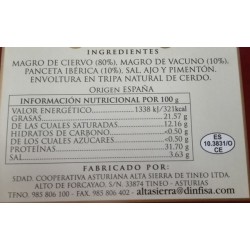 INGREDIENTES
MAGRO DE CIERVO (80%), MAGRO DE VACUNO (10%),
PANCETA IBÉRICA (10%), SAL, AJO Y PIMENTÓN.
ENVOLTURA EN TRIPA NATURAL DE CERDO.
ORIGEN ESPAÑA
INFORMACIÓN NUTRICIONAL POR 100 g
VALOR ENERGÉTICO 1338 kJ/321kcal
GRASAS 21.57 g
DE LAS CUALES SATURADAS 12.16 g
HIDRATOS DE CARBONO <0.50 g
DE LOS CUALES AZÚCARES <0.50 g
PROTEÍNAS 31.70 g
SAL 3.63 g
ES
10.3831/O
CE
FABRICADO POR:
SDAD. COOPERATIVA ASTURIANA ALTA SIERRA DE TINEO LTDA.
ALTO DE FORCAYAO, S/N 33874 TINEO - ASTURIAS
TENO. 985 806 100 - FAX: 985 806 402 altasierra@dinfisa.com